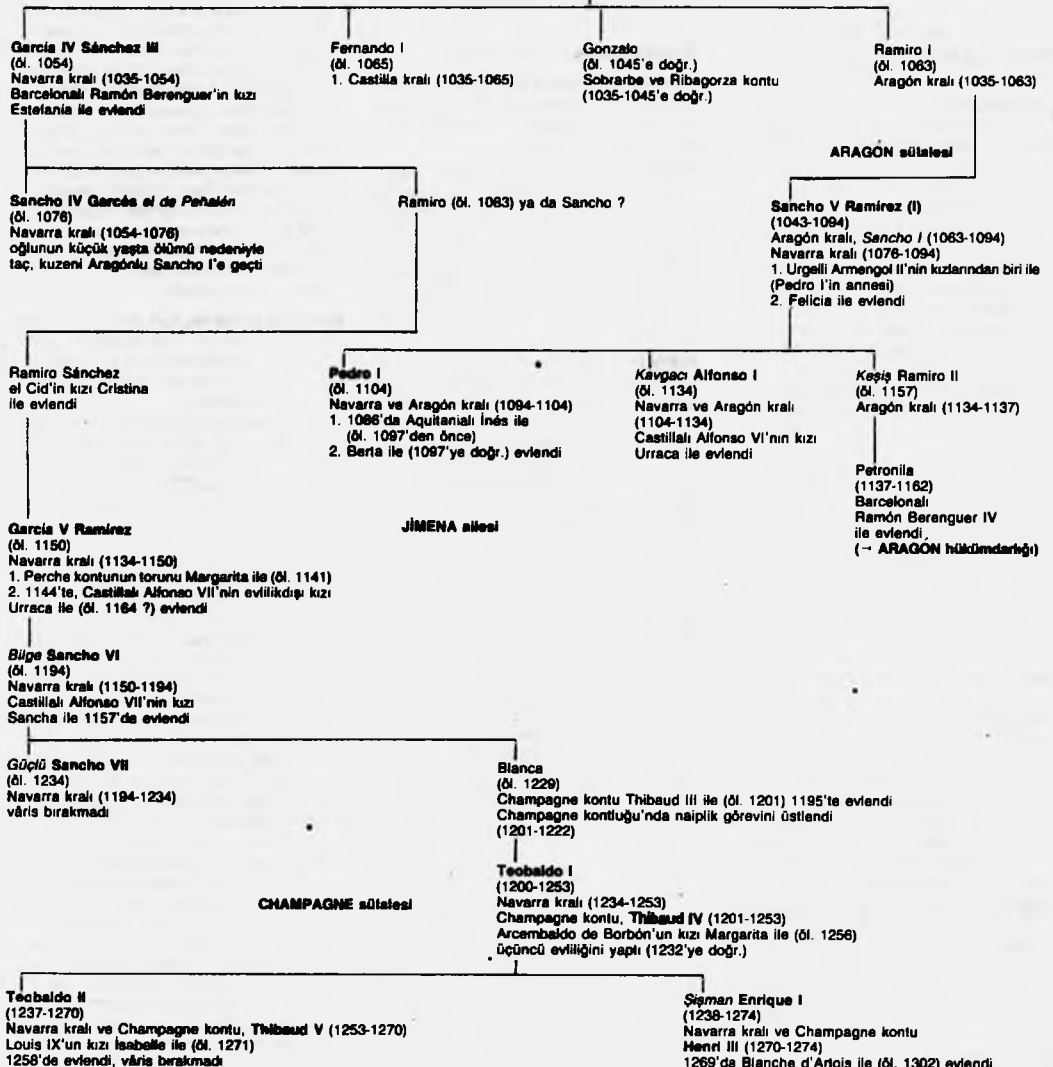 García IV Sánchez III
(öl. 1054)
Navarra kralı (1035-1054)
Barcelonalı Ramón Berenguer'in kızı
Estefanía ile evlendi
Fernando I
(öl. 1065)
1. Castilla kralı (1035-1065)
Gonzalo
(öl. 1045'e doğr.)
Sobrarbe ve Ribagorza kontu
(1035-1045'e doğr.)
Ramiro I
(öl. 1063)
Aragón kralı (1035-1063)
ARAGÓN sülalesi
Sancho IV Garcés el de Peñalén
(öl. 1076)
Navarra kralı (1054-1076)
oğlunun küçük yaşta ölümü nedeniyle
taç, kuzeni Aragónlu Sancho I'e geçti
Ramiro (öl. 1083) ya da Sancho ?
Sancho V Ramírez (I)
(1043-1094)
Aragón kralı, Sancho I (1063-1094)
Navarra kralı (1076-1094)
1. Urgelli Armengol II'nin kızlarından biri ile
(Pedro I'in annesi)
2. Felicia ile evlendi
Ramiro Sánchez
el Cid'in kızı Cristina
ile evlendi
Pedro I
(öl. 1104)
Navarra ve Aragón kralı (1094-1104)
1. 1086'da Aquitanialı İnés ile
(öl. 1097'den önce)
2. Berta ile (1097'ye doğr.) evlendi
Kavgacı Alfonso I
(öl. 1134)
Navarra ve Aragón kralı
(1104-1134)
Castillalı Alfonso VI'nın kızı
Urraca ile evlendi
Keşiş Ramiro II
(öl. 1157)
Aragón kralı (1134-1137)
Petronila
(1137-1162)
Barcelonalı
Ramón Berenguer IV
ile evlendi
(→ ARAGÓN hükümdarlığı)
JİMENA ailesi
García V Ramírez
(öl. 1150)
Navarra kralı (1134-1150)
1. Perche kontunun torunu Margarita ile (öl. 1141)
2. 1144'te, Castillalı Alfonso VII'nin evlilikdışı kızı
Urraca ile (öl. 1164 ?) evlendi
Bilge Sancho VI
(öl. 1194)
Navarra kralı (1150-1194)
Castillalı Alfonso VII'nin kızı
Sancha ile 1157'de evlendi
Güçlü Sancho VII
(öl. 1234)
Navarra kralı (1194-1234)
vâris bırakmadı
Blanca
(öl. 1229)
Champagne kontu Thibaud III ile (öl. 1201) 1195'te evlendi
Champagne kontluğu'nda naiplik görevini üstlendi
(1201-1222)
Teobaldo I
(1200-1253)
Navarra kralı (1234-1253)
Champagne kontu, Thibaud IV (1201-1253)
Arcembaldo de Borbón'un kızı Margarita ile (öl. 1256)
üçüncü evliliğini yaptı (1232'ye doğr.)
CHAMPAGNE sülalesi
Teobaldo II
(1237-1270)
Navarra kralı ve Champagne kontu, Thibaud V (1253-1270)
Louis IX'un kızı İsabelle ile (öl. 1271)
1258'de evlendi, vâris bırakmadı
Şişman Enrique I
(1238-1274)
Navarra kralı ve Champagne kontu
Henri III (1270-1274)
1269'da Blanche d'Artois ile (öl. 1302) evlendi